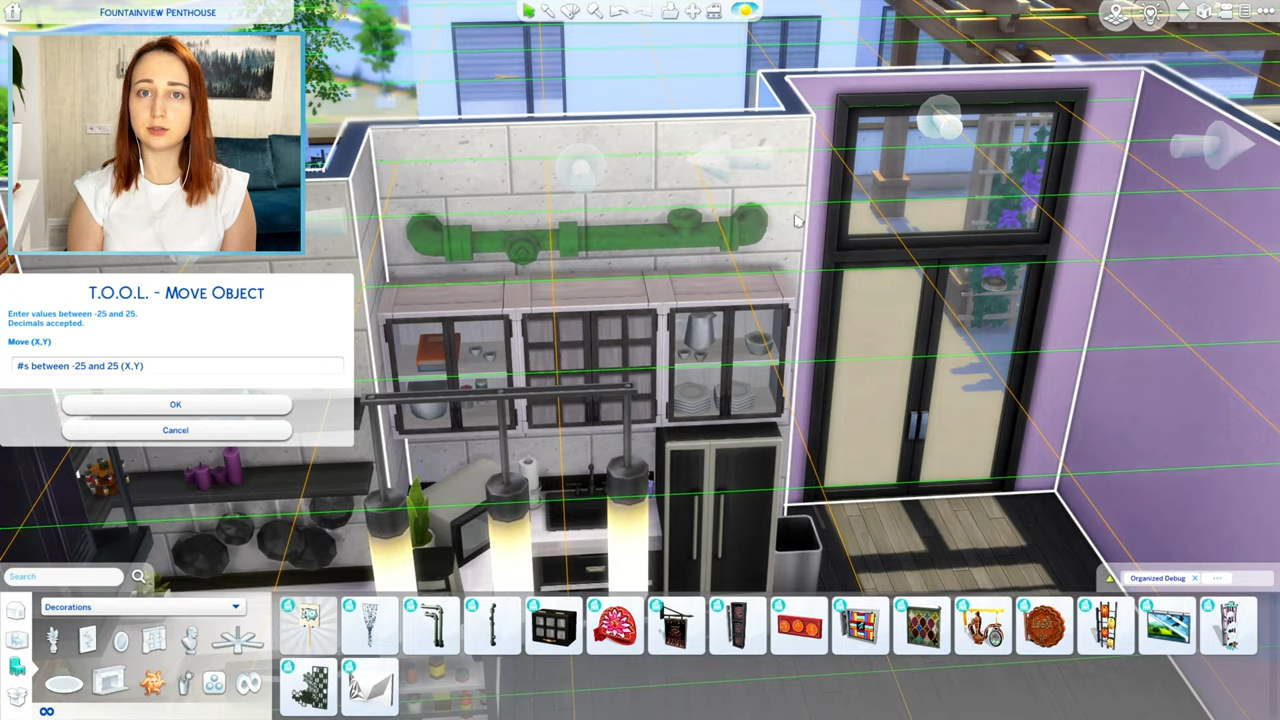 Fountainview Penthouse
T.O.O.L. - Move Object
Enter values between -25 and 25.
Decimals accepted.
Move (X,Y)
#s between -25 and 25 (X,Y)
OK
Cancel
Search
Organized Debug
Decorations